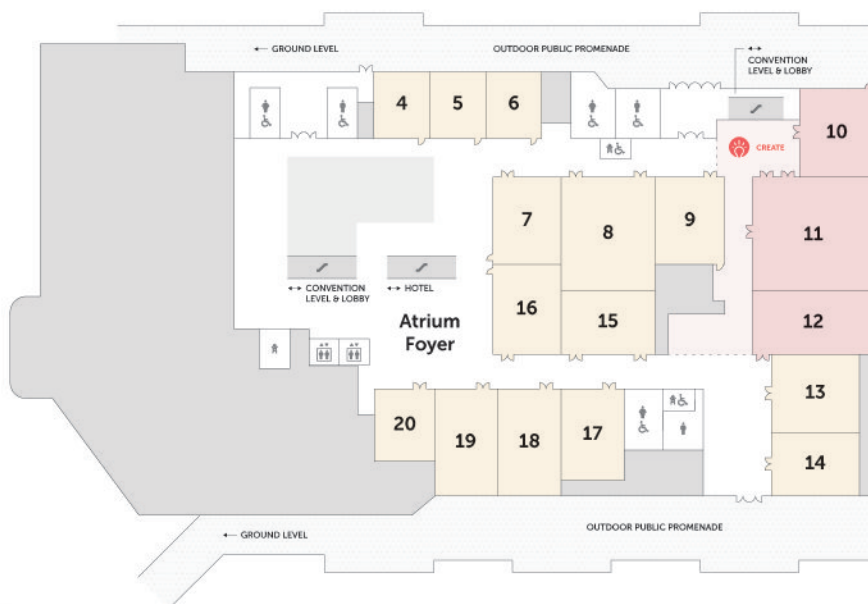 ← GROUND LEVEL
OUTDOOR PUBLIC PROMENADE
↔
CONVENTION
LEVEL & LOBBY
4
5
6
10
CREATE
7
8
9
11
↔ CONVENTION
LEVEL & LOBBY
↔ HOTEL
16
15
12
Atrium
Foyer
13
20
19
18
17
14
← GROUND LEVEL
OUTDOOR PUBLIC PROMENADE